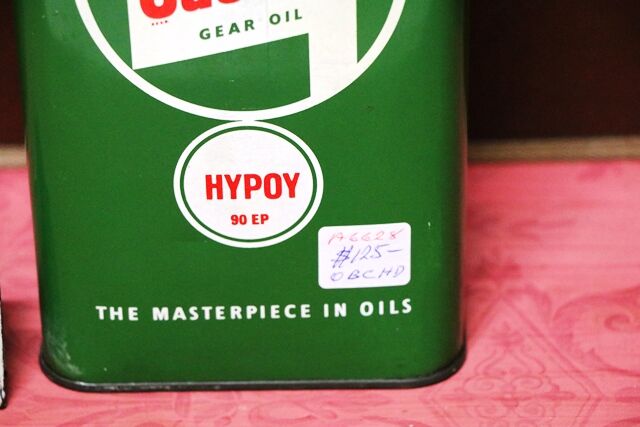 GEAR OIL
HYPOY
90 EP
A6628
$125-
OBCHD
THE MASTERPIECE IN OILS